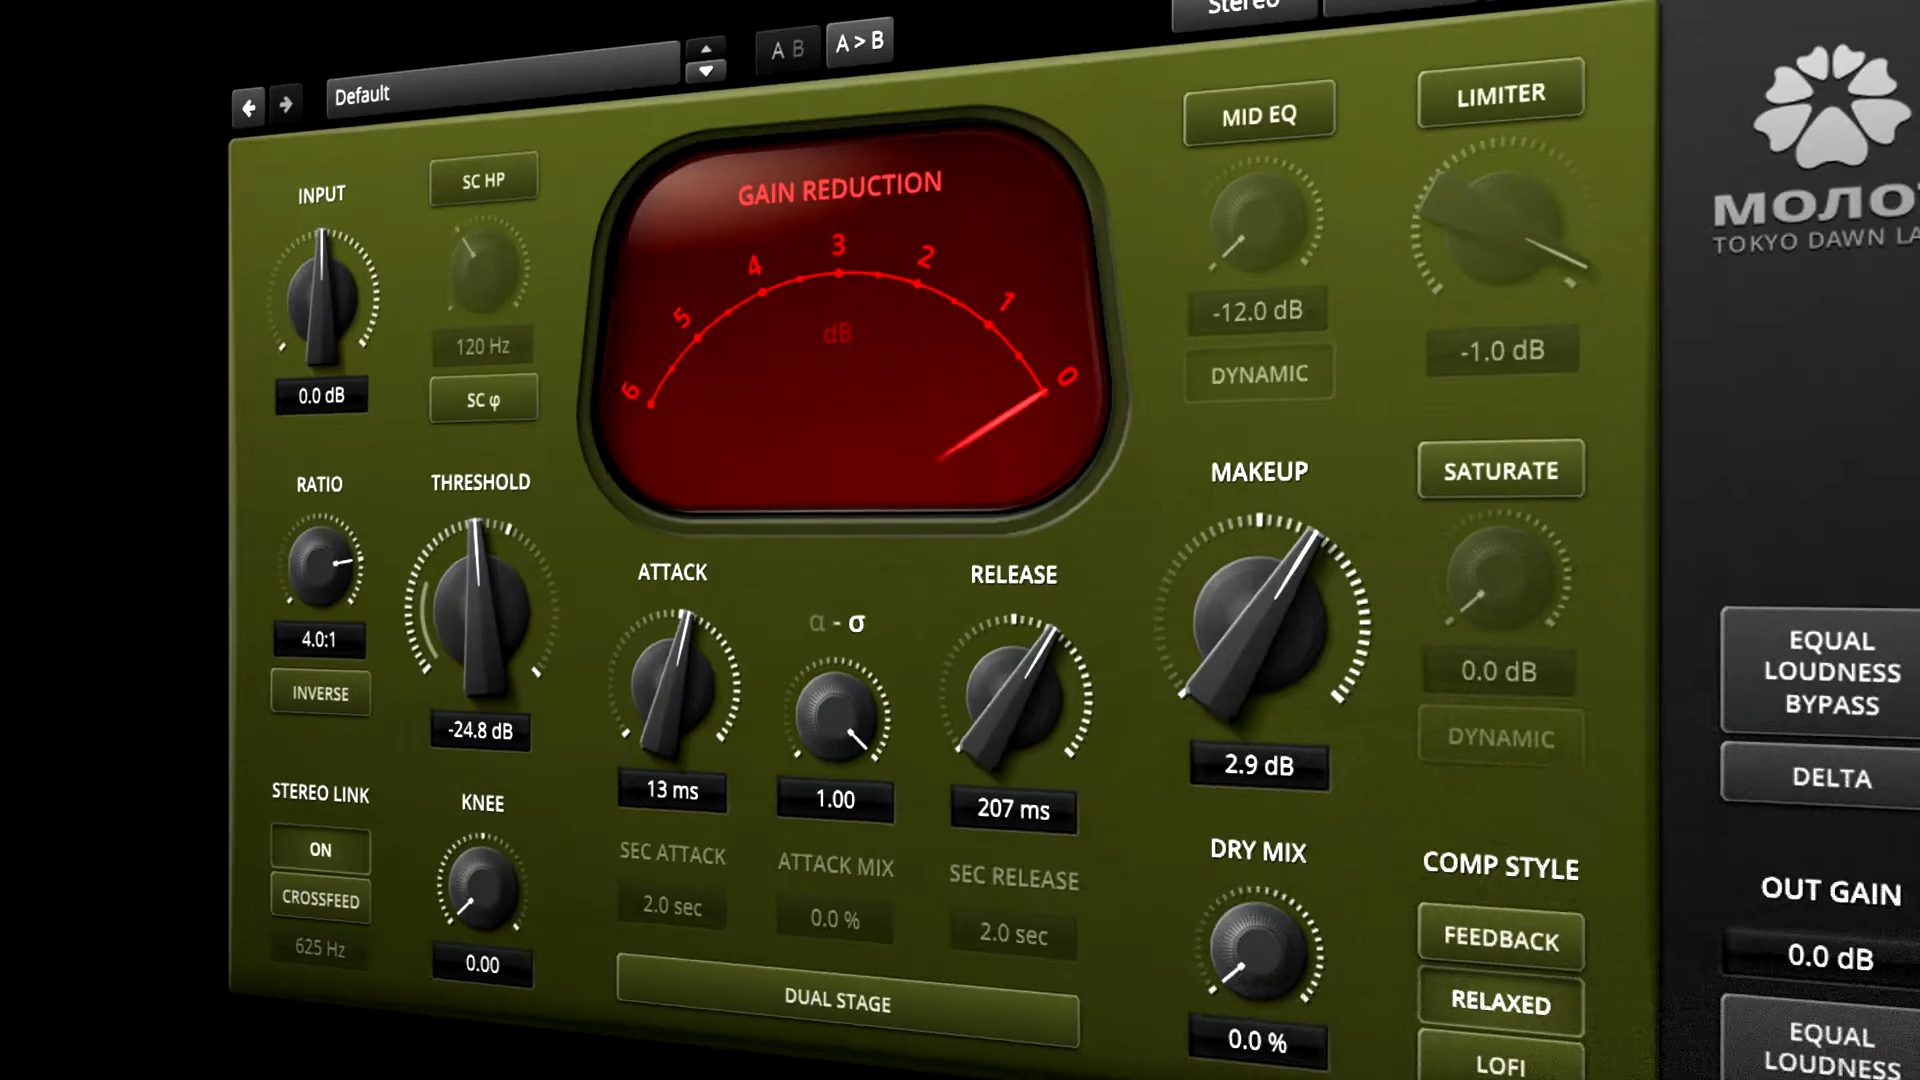 Default
A B
A > B
Stereo
INPUT
0.0 dB
SC HP
120 Hz
SC φ
GAIN REDUCTION
6 5 4 3 2 1 0
dB
MID EQ
-12.0 dB
DYNAMIC
LIMITER
-1.0 dB
TOKYO DAWN
RATIO
4.0:1
INVERSE
THRESHOLD
-24.8 dB
ATTACK
13 ms
α - σ
1.00
RELEASE
207 ms
MAKEUP
2.9 dB
SATURATE
0.0 dB
DYNAMIC
EQUAL
LOUDNESS
BYPASS
DELTA
STEREO LINK
ON
CROSSFEED
625 Hz
KNEE
0.00
SEC ATTACK
2.0 sec
ATTACK MIX
0.0 %
SEC RELEASE
2.0 sec
DUAL STAGE
DRY MIX
0.0 %
COMP STYLE
FEEDBACK
RELAXED
LOFI
OUT GAIN
0.0 dB
EQUAL
LOUDNESS